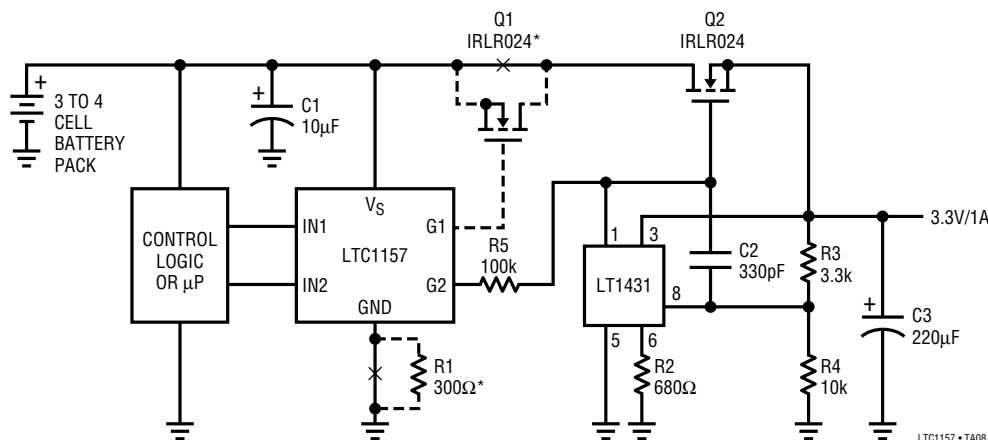 Q1
IRLR024*
Q2
IRLR024
+
3 TO 4
CELL
BATTERY
PACK
+
C1
10µF
CONTROL
LOGIC
OR µP
IN1
IN2
VS
LTC1157
GND
G1
G2
R5
100k
R1
300Ω*
1
3
LT1431
8
5
6
R2
680Ω
C2
330pF
R3
3.3k
R4
10k
3.3V/1A
+
C3
220µF
LTC1157 • TA08